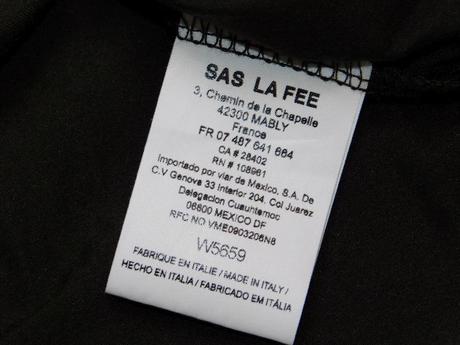 SAS LA FEE
3, Chemin de la Chapelle
42300 MABLY
France
FR 07 487 641 664
CA # 28402
RN # 108961
Importado por viar de Mexico, S.A. De
C.V Genova 33 Interior 204, Col Juarez
Delegacion Cuauhtemoc
06600 MEXICO DF
RFC NO VME0903206N8
W5659
FABRIQUE EN ITALIE / MADE IN ITALY /
HECHO EN ITALIA / FABRICADO EM ITÁLIA